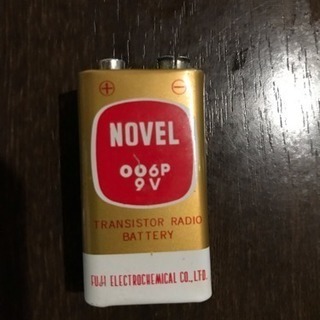 + −
NOVEL
006P
9V
TRANSISTOR RADIO
BATTERY
FUJI ELECTROCHEMICAL CO., LTD.